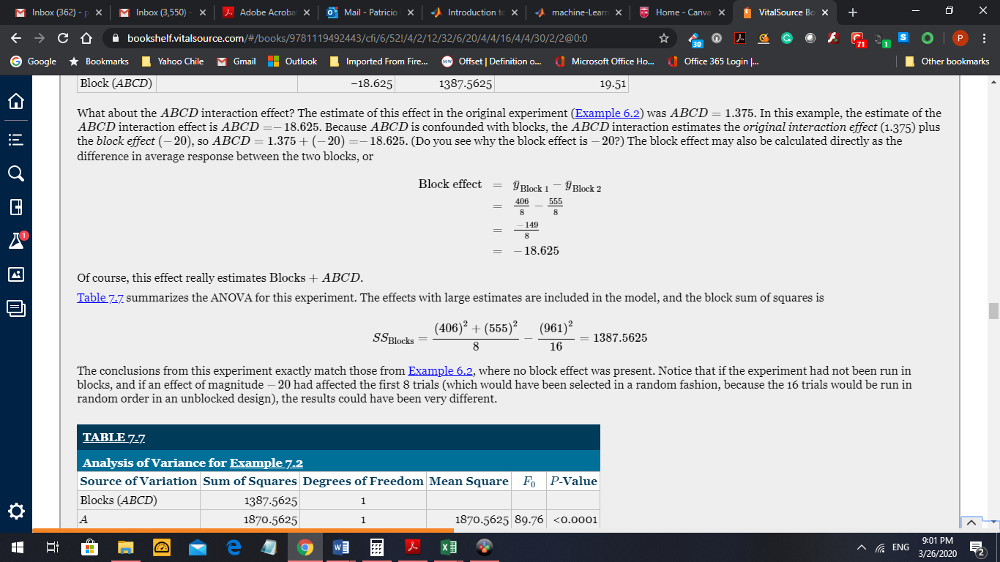 Inbox (362) - p
Inbox (3,550) -
Adobe Acroba
Mail - Patricio
Introduction to
machine-Learn
Home - Canva
VitalSource Bo
bookshelf.vitalsource.com/#/books/9781119492443/cfi/6/52!/4/2/12/32/6/20/4/4/16/4/4/30/2/2@0:0
30
71
1
S
P
Google
Bookmarks
Yahoo Chile
Gmail
Outlook
Imported From Fire...
Offset | Definition o...
Microsoft Office Ho...
Office 365 Login |...
Other bookmarks
Block (ABCD) −18.625 1387.5625 19.51
What about the ABCD interaction effect? The estimate of this effect in the original experiment (Example 6.2) was ABCD = 1.375. In this example, the estimate of the
ABCD interaction effect is ABCD =− 18.625. Because ABCD is confounded with blocks, the ABCD interaction estimates the original interaction effect (1.375) plus
the block effect (− 20), so ABCD = 1.375 + (− 20) =− 18.625. (Do you see why the block effect is − 20?) The block effect may also be calculated directly as the
difference in average response between the two blocks, or
Block effect = ȳ Block 1 − ȳ Block 2
= 406/8 − 555/8
= −149/8
= − 18.625
Of course, this effect really estimates Blocks + ABCD.
Table 7.7 summarizes the ANOVA for this experiment. The effects with large estimates are included in the model, and the block sum of squares is
SS Blocks = ((406)² + (555)²)/8 − (961)²/16 = 1387.5625
The conclusions from this experiment exactly match those from Example 6.2, where no block effect was present. Notice that if the experiment had not been run in
blocks, and if an effect of magnitude − 20 had affected the first 8 trials (which would have been selected in a random fashion, because the 16 trials would be run in
random order in an unblocked design), the results could have been very different.
TABLE 7.7
Analysis of Variance for Example 7.2
Source of Variation Sum of Squares Degrees of Freedom Mean Square F₀ P-Value
Blocks (ABCD) 1387.5625 1
A 1870.5625 1 1870.5625 89.76 <0.0001
1
ENG
9:01 PM
3/26/2020
2